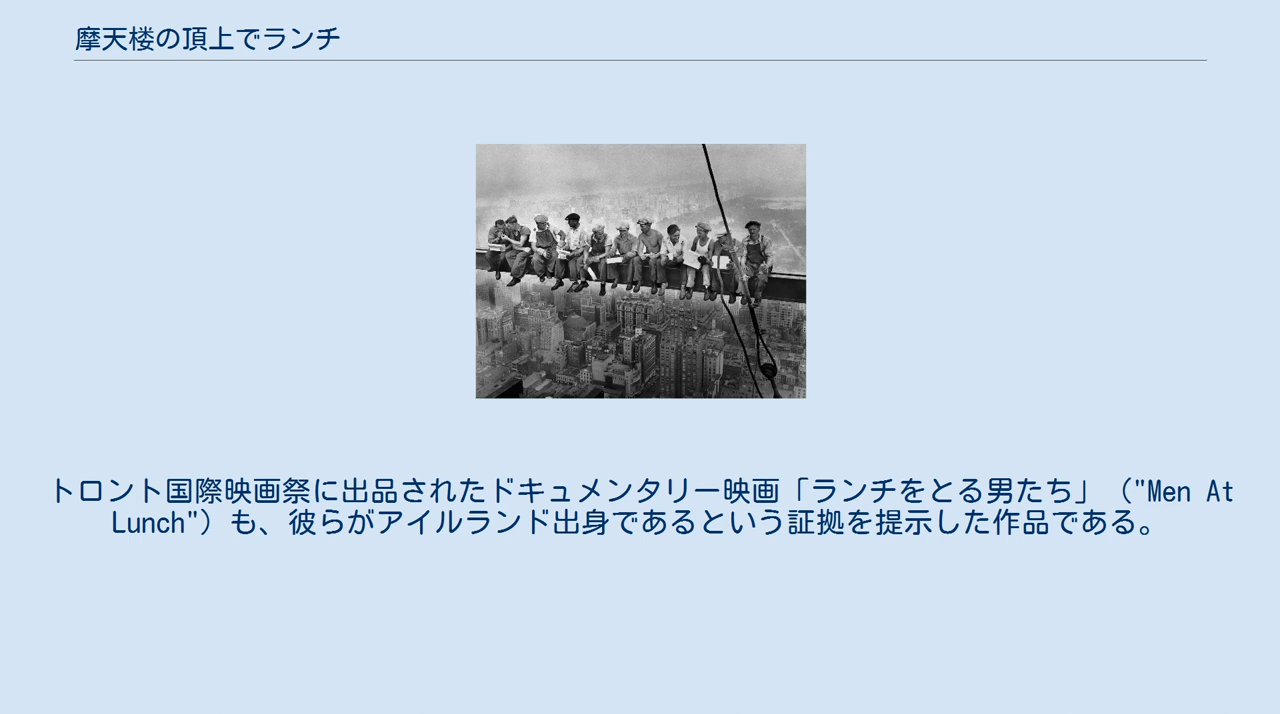 摩天楼の頂上でランチ
トロント国際映画祭に出品されたドキュメンタリー映画「ランチをとる男たち」（"Men At
Lunch"）も、彼らがアイルランド出身であるという証拠を提示した作品である。